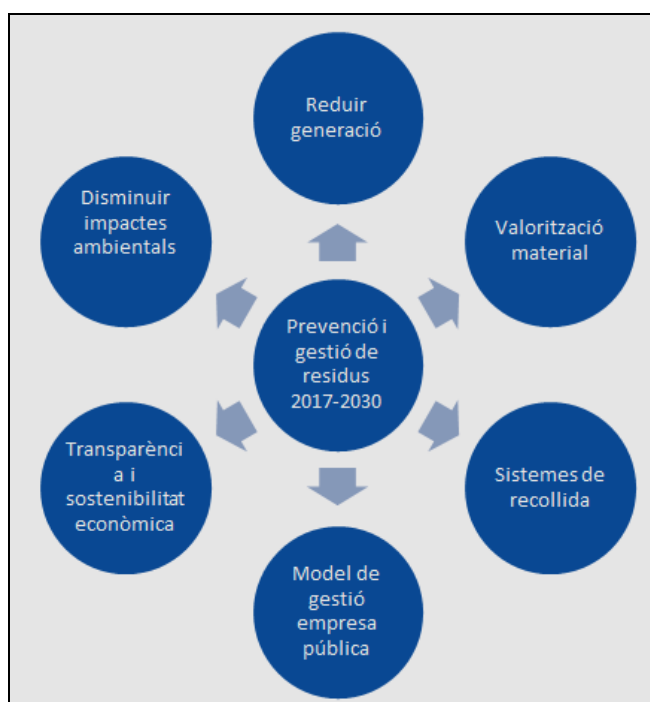 Reduir
generació
Disminuir
impactes
ambientals
Valorització
material
Prevenció i
gestió de
residus
2017-2030
Transparènci
a i
sostenibilitat
econòmica
Sistemes de
recollida
Model de
gestió
empresa
pública